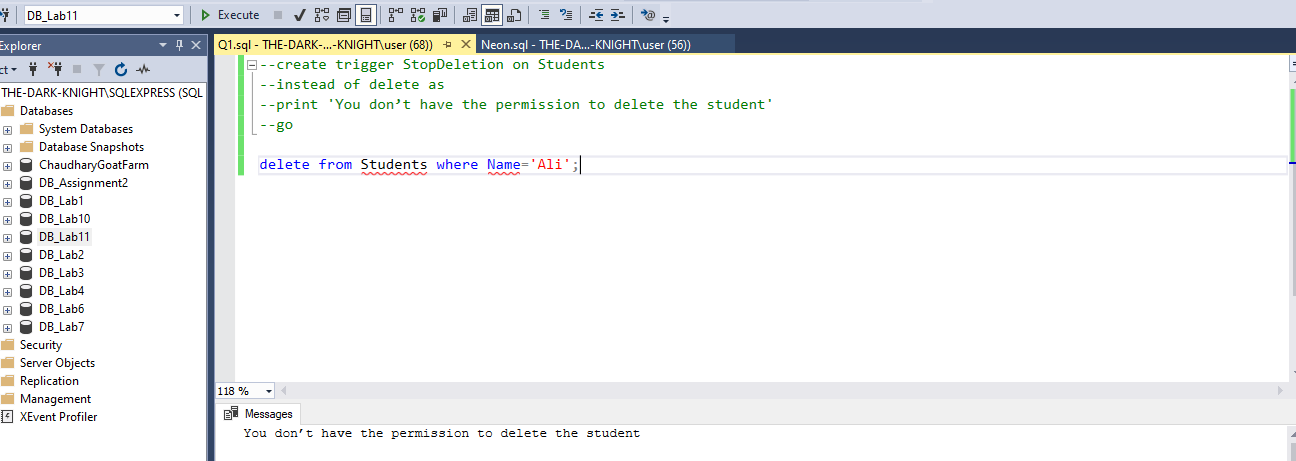 DB_Lab11
Execute
Explorer
Q1.sql - THE-DARK-...-KNIGHT\user (68))
Neon.sql - THE-DA...-KNIGHT\user (56))
ct
THE-DARK-KNIGHT\SQLEXPRESS (SQL
Databases
System Databases
Database Snapshots
ChaudharyGoatFarm
DB_Assignment2
DB_Lab1
DB_Lab10
DB_Lab11
DB_Lab2
DB_Lab3
DB_Lab4
DB_Lab6
DB_Lab7
Security
Server Objects
Replication
Management
XEvent Profiler
--create trigger StopDeletion on Students
--instead of delete as
--print 'You don’t have the permission to delete the student'
--go
delete from Students where Name='Ali';
118 %
Messages
You don’t have the permission to delete the student